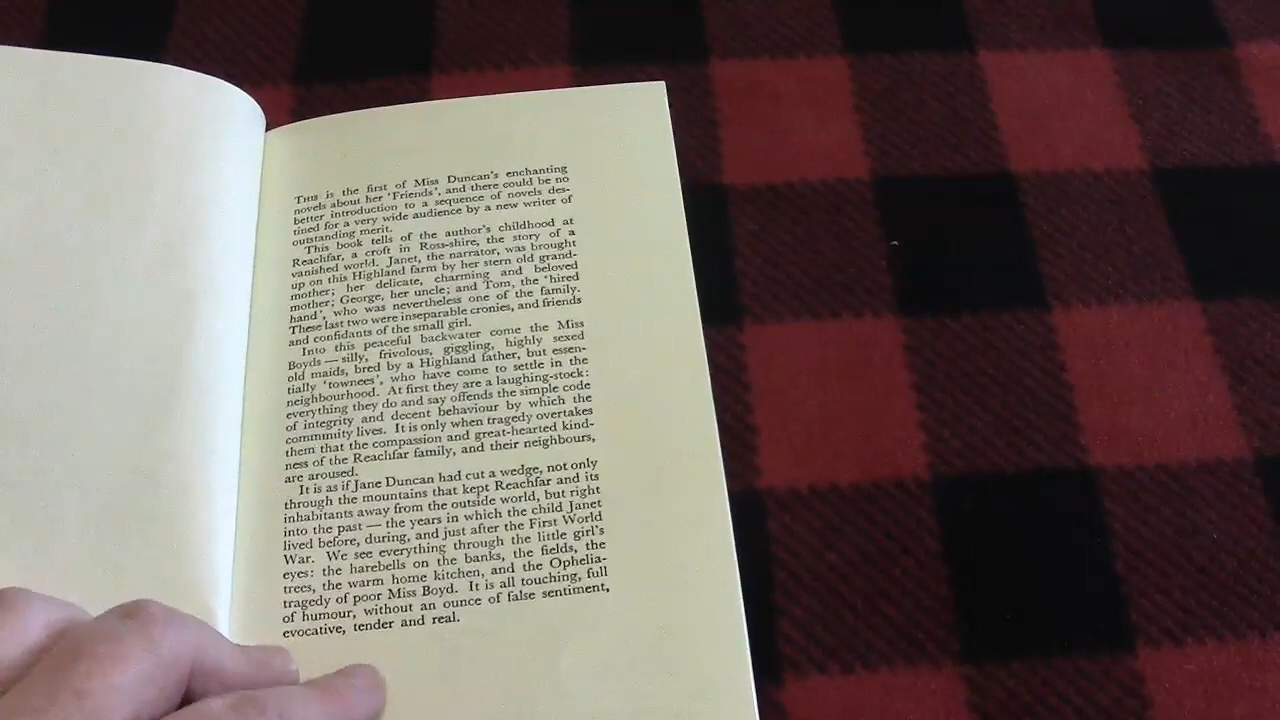 This is the first of Miss Duncan's enchanting
novels about her 'Friends', and there could be no
better introduction to a sequence of novels des-
tined for a very wide audience by a new writer of
outstanding merit.
This book tells of the author's childhood at
Reachfar, a croft in Ross-shire, the story of a
vanished world. Janet, the narrator, was brought
up on this Highland farm by her stern old grand-
mother; her delicate, charming and beloved
mother; George, her uncle; and Tom, the 'hired
hand', who was nevertheless one of the family.
These last two were inseparable cronies, and friends
and confidants of the small girl.
Into this peaceful backwater come the Miss
Boyds — silly, frivolous, giggling, highly sexed
old maids, bred by a Highland father, but essen-
tially 'townees', who have come to settle in the
neighbourhood. At first they are a laughing-stock:
everything they do and say offends the simple code
of integrity and decent behaviour by which the
community lives. It is only when tragedy overtakes
them that the compassion and great-hearted kind-
ness of the Reachfar family, and their neighbours,
are aroused.
It is as if Jane Duncan had cut a wedge, not only
through the mountains that kept Reachfar and its
inhabitants away from the outside world, but right
into the past — the years in which the child Janet
lived before, during, and just after the First World
War. We see everything through the little girl's
eyes: the harebells on the banks, the fields, the
trees, the warm home kitchen, and the Ophelia-
tragedy of poor Miss Boyd. It is all touching, full
of humour, without an ounce of false sentiment,
evocative, tender and real.